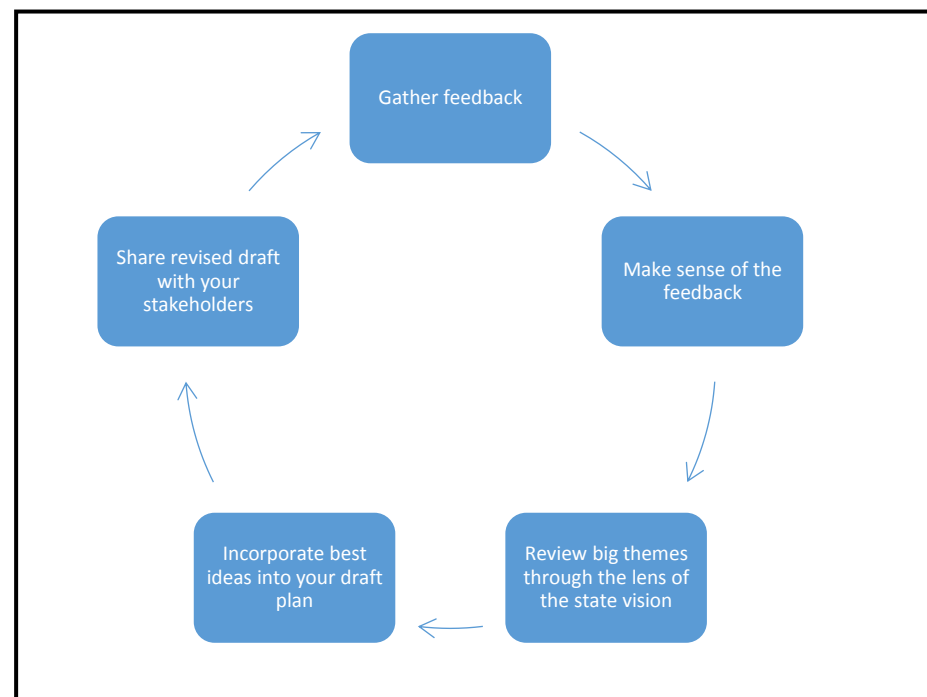 Gather feedback
Make sense of the
feedback
Review big themes
through the lens of
the state vision
Incorporate best
ideas into your draft
plan
Share revised draft
with your
stakeholders